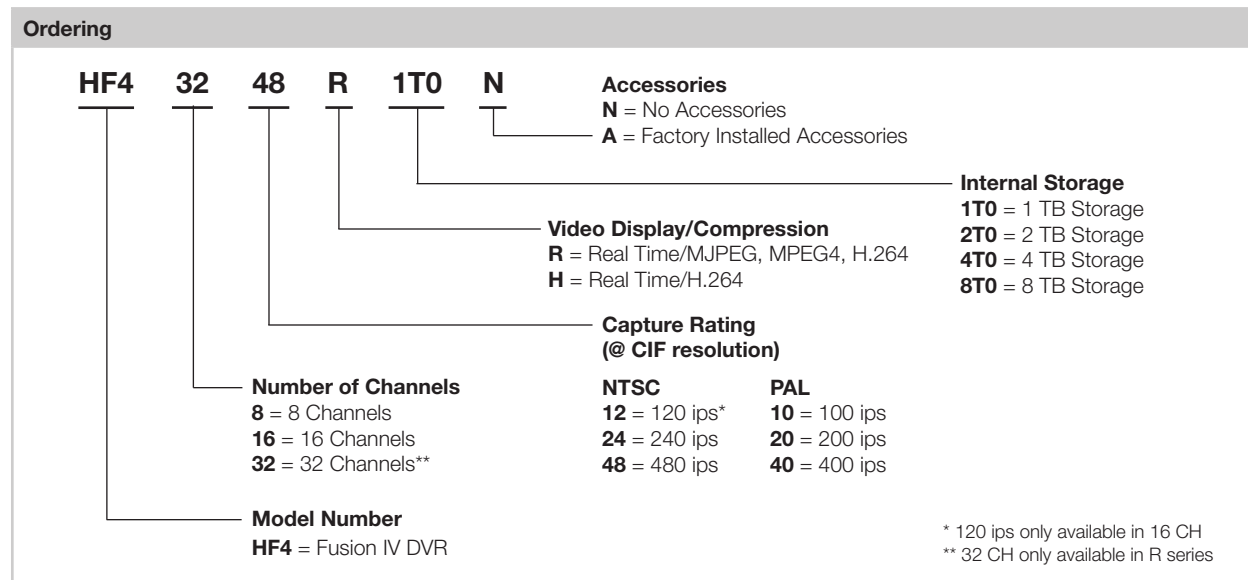 Ordering
HF4 32 48 R 1T0 N
Accessories
N = No Accessories
A = Factory Installed Accessories
Internal Storage
1T0 = 1 TB Storage
2T0 = 2 TB Storage
4T0 = 4 TB Storage
8T0 = 8 TB Storage
Video Display/Compression
R = Real Time/MJPEG, MPEG4, H.264
H = Real Time/H.264
Capture Rating
(@ CIF resolution)
NTSC PAL
12 = 120 ips* 10 = 100 ips
24 = 240 ips 20 = 200 ips
48 = 480 ips 40 = 400 ips
Number of Channels
8 = 8 Channels
16 = 16 Channels
32 = 32 Channels**
Model Number
HF4 = Fusion IV DVR
* 120 ips only available in 16 CH
** 32 CH only available in R series